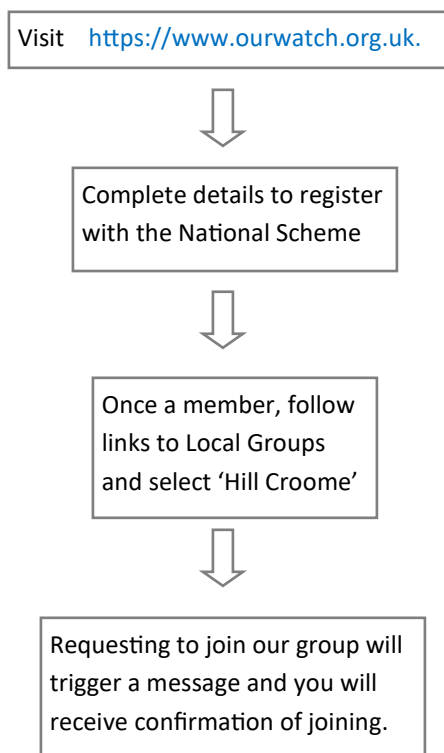 Visit https://www.ourwatch.org.uk.
Complete details to register
with the National Scheme
Once a member, follow
links to Local Groups
and select ‘Hill Croome’
Requesting to join our group will
trigger a message and you will
receive confirmation of joining.